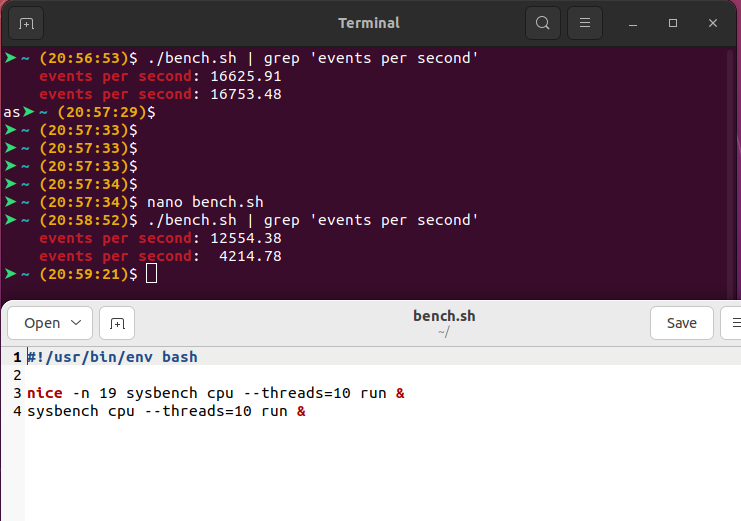 Terminal
➤ ~ (20:56:53)$ ./bench.sh | grep 'events per second'
events per second: 16625.91
events per second: 16753.48
as➤ ~ (20:57:29)$
➤ ~ (20:57:33)$
➤ ~ (20:57:33)$
➤ ~ (20:57:33)$
➤ ~ (20:57:34)$
➤ ~ (20:57:34)$ nano bench.sh
➤ ~ (20:58:52)$ ./bench.sh | grep 'events per second'
events per second: 12554.38
events per second:  4214.78
➤ ~ (20:59:21)$
Open
bench.sh
~/
Save
1 #!/usr/bin/env bash
2
3 nice -n 19 sysbench cpu --threads=10 run &
4 sysbench cpu --threads=10 run &